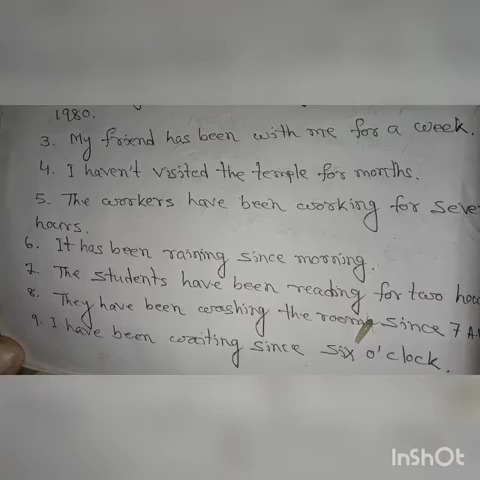 1980.
3. My friend has been with me for a week.
4. I haven't visited the temple for months.
5. The workers have been working for seve
hours.
6. It has been raining since morning.
7. The students have been reading for two hou
8. They have been washing the room since 7 A
9. I have been waiting since six o'clock.
InShOt